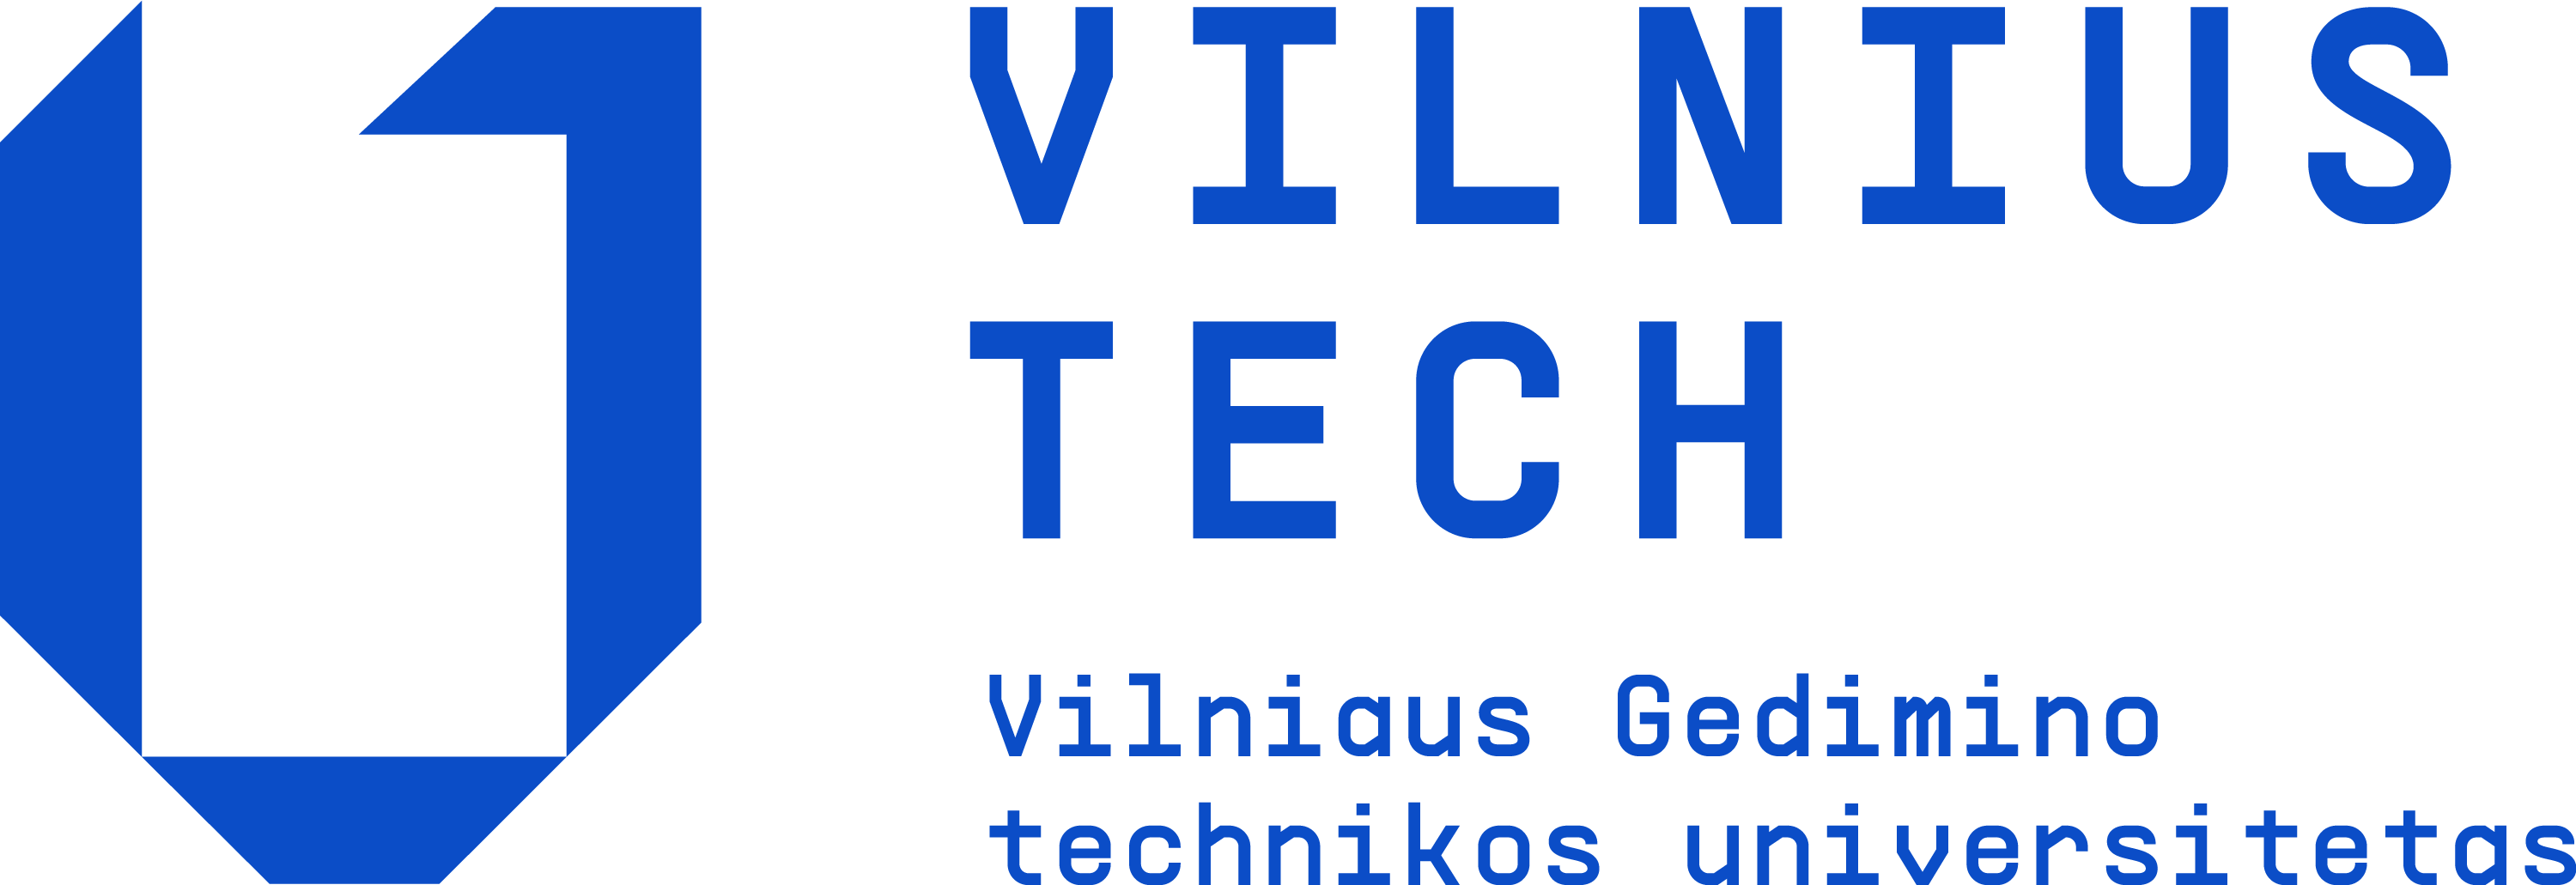 VILNIUS
TECH
Vilniaus Gedimino
technikos universitetas